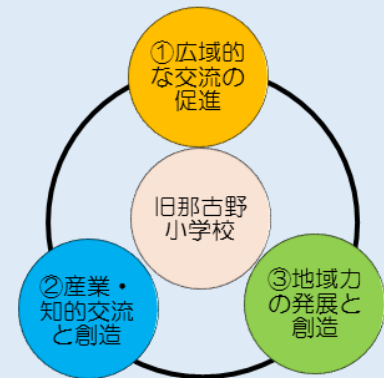 ①広域的
な交流の
促進
旧那古野
小学校
②産業・
知的交流
と創造
③地域力
の発展と
創造